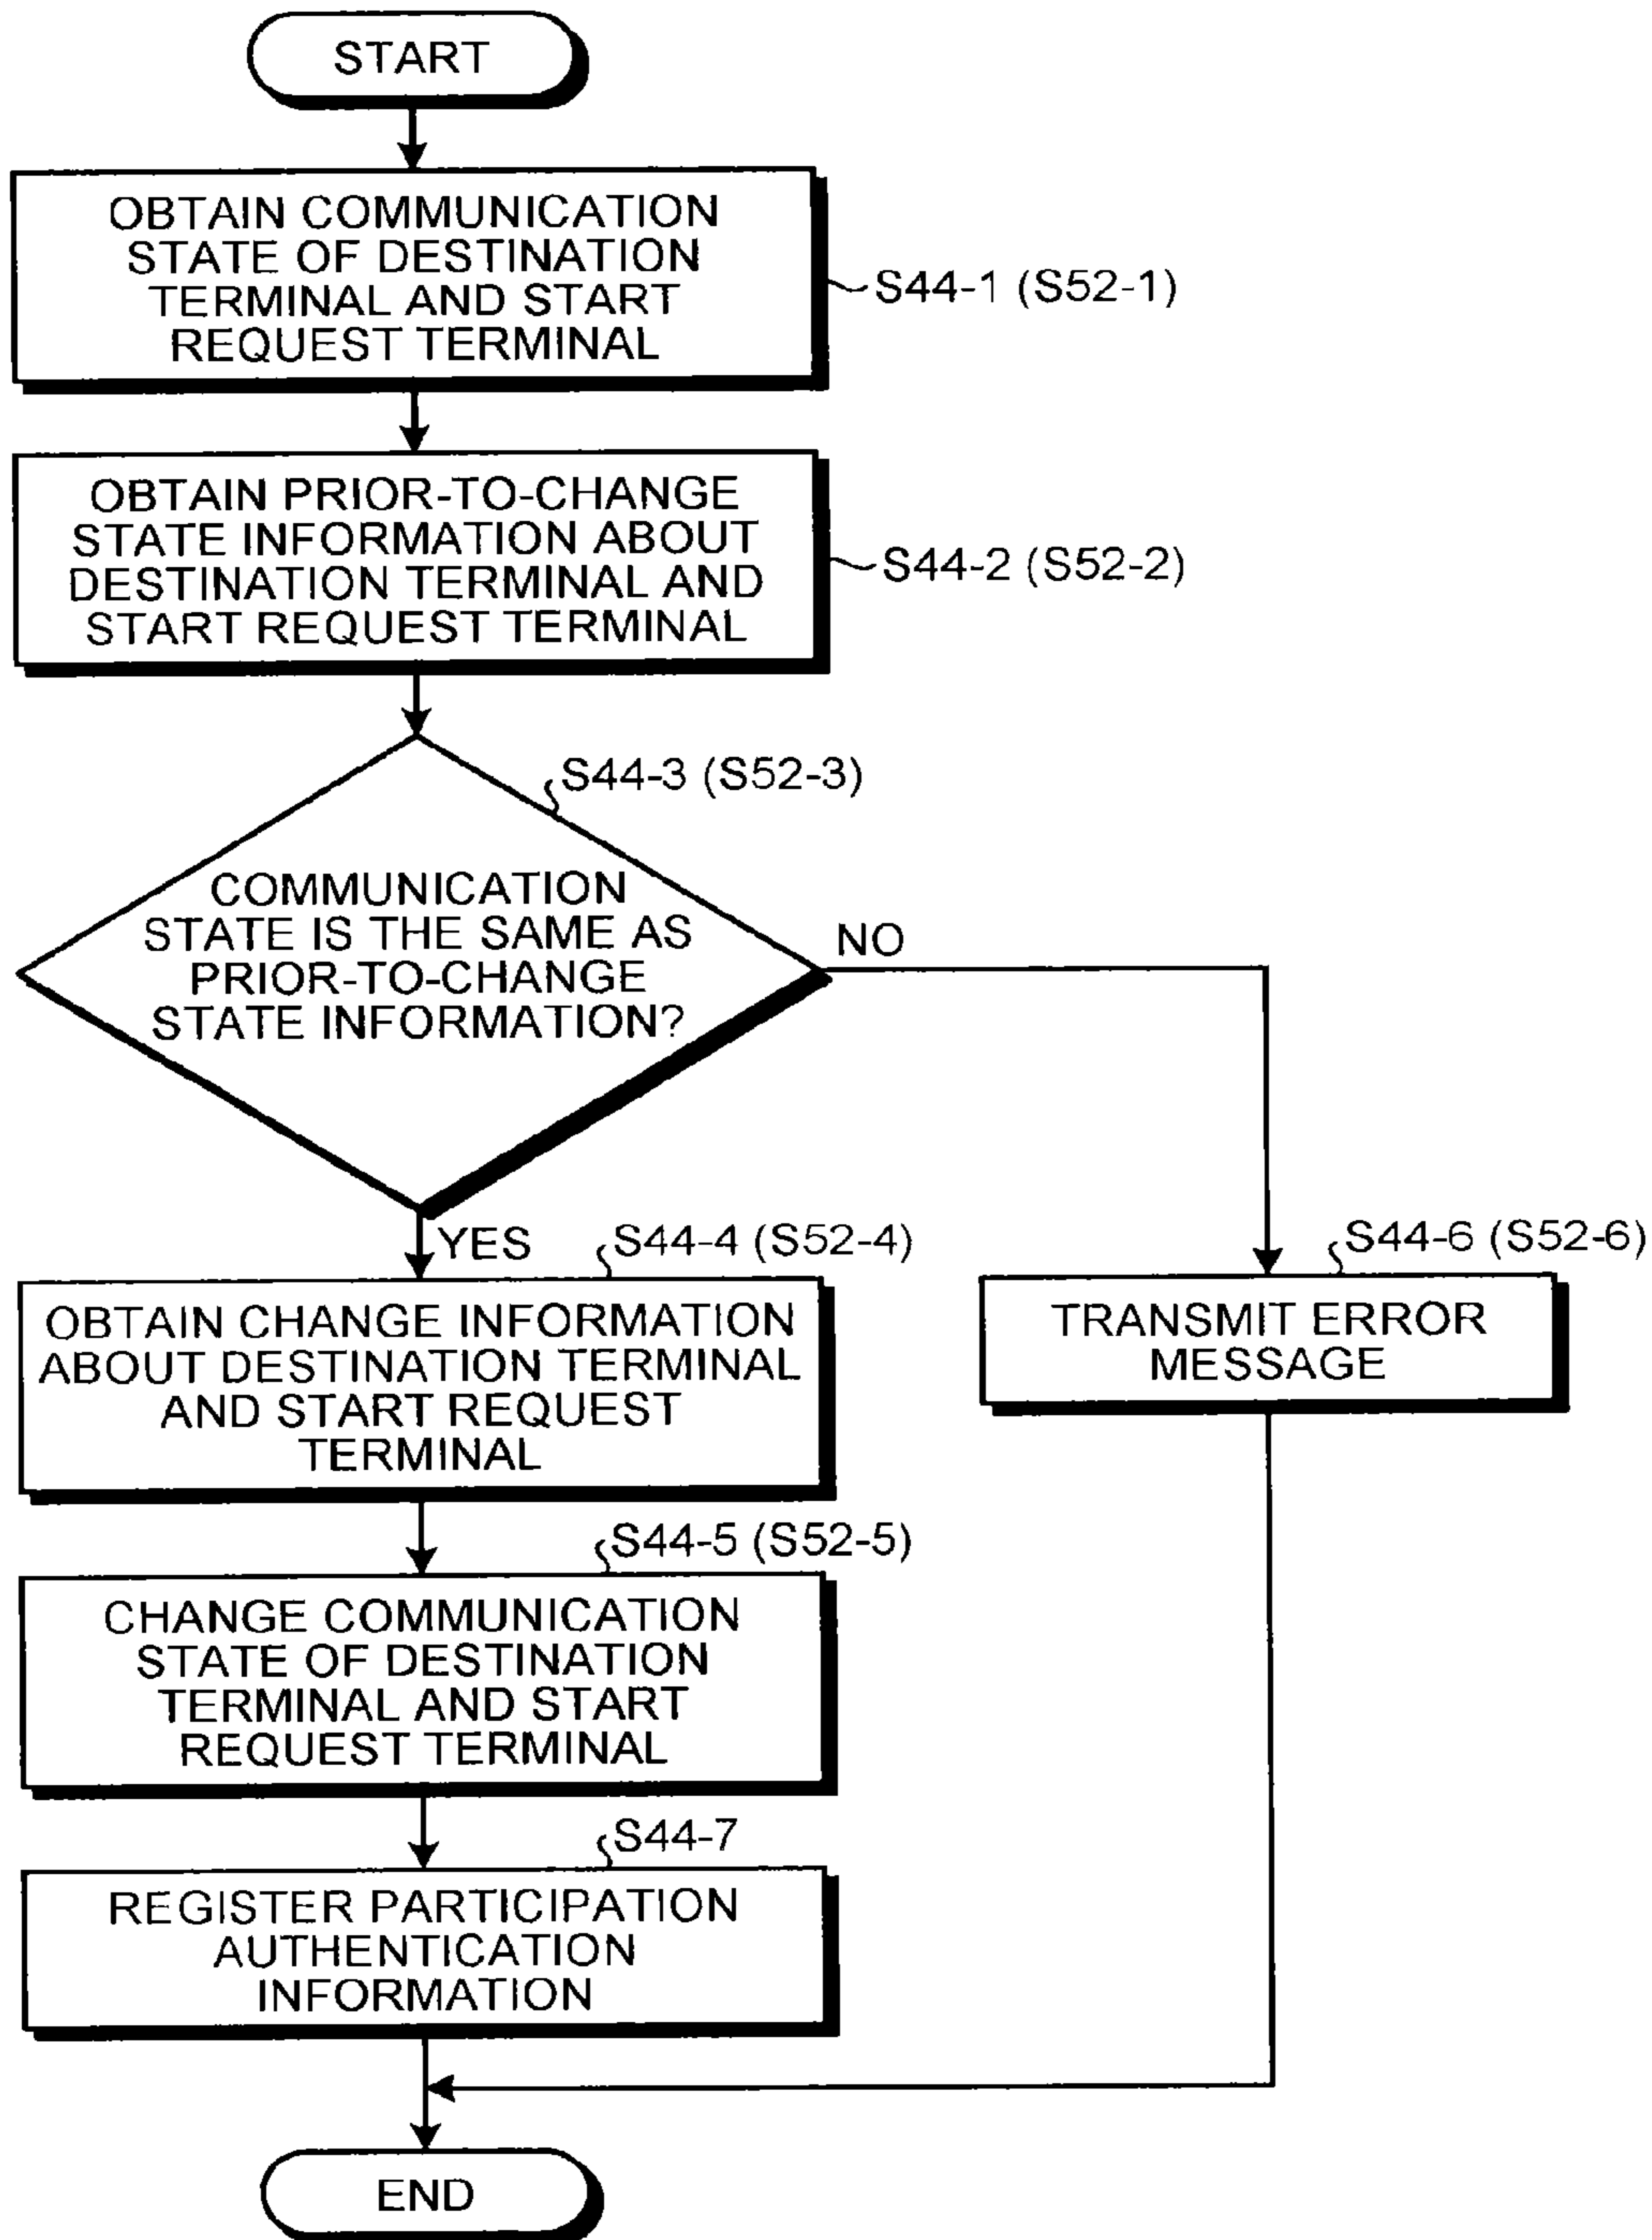 START
OBTAIN COMMUNICATION
STATE OF DESTINATION
TERMINAL AND START
REQUEST TERMINAL
S44-1 (S52-1)
OBTAIN PRIOR-TO-CHANGE
STATE INFORMATION ABOUT
DESTINATION TERMINAL AND
START REQUEST TERMINAL
S44-2 (S52-2)
S44-3 (S52-3)
COMMUNICATION
STATE IS THE SAME AS
PRIOR-TO-CHANGE
STATE INFORMATION?
NO
YES
S44-4 (S52-4)
OBTAIN CHANGE INFORMATION
ABOUT DESTINATION TERMINAL
AND START REQUEST
TERMINAL
S44-6 (S52-6)
TRANSMIT ERROR
MESSAGE
S44-5 (S52-5)
CHANGE COMMUNICATION
STATE OF DESTINATION
TERMINAL AND START
REQUEST TERMINAL
S44-7
REGISTER PARTICIPATION
AUTHENTICATION
INFORMATION
END